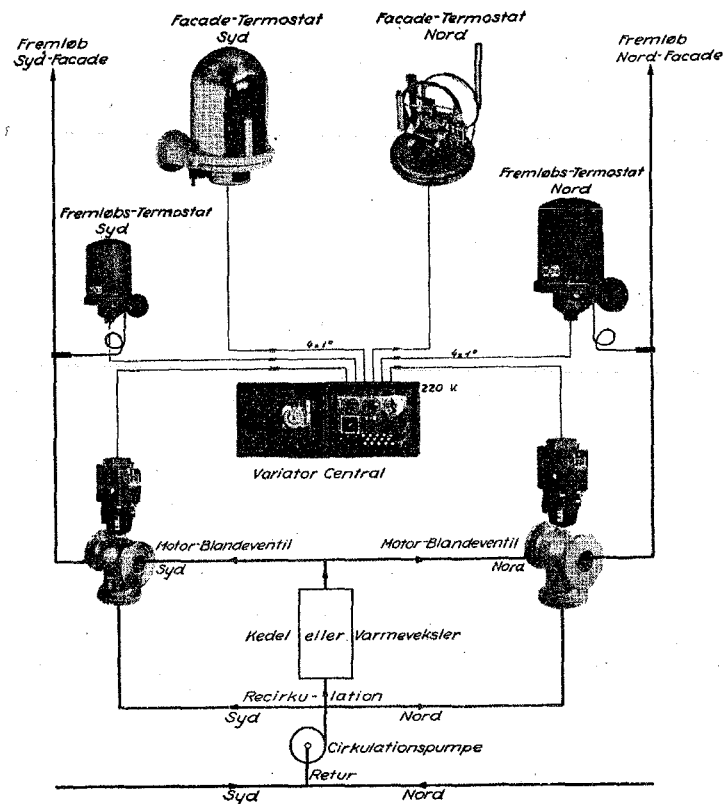 Fremløb
Syd-Facade
Facade-Termostat
Syd
Facade-Termostat
Nord
Fremløb
Nord-Facade
Fremløbs-Termostat
Syd
Fremløbs-Termostat
Nord
4x1°
4x1°
220 V.
Variator Central
Motor-Blandeventil
Syd
Motor-Blandeventil
Nord
Kedel eller Varmeveksler
Recirku-lation
Syd
Nord
Cirkulationspumpe
Retur
Syd
Nord